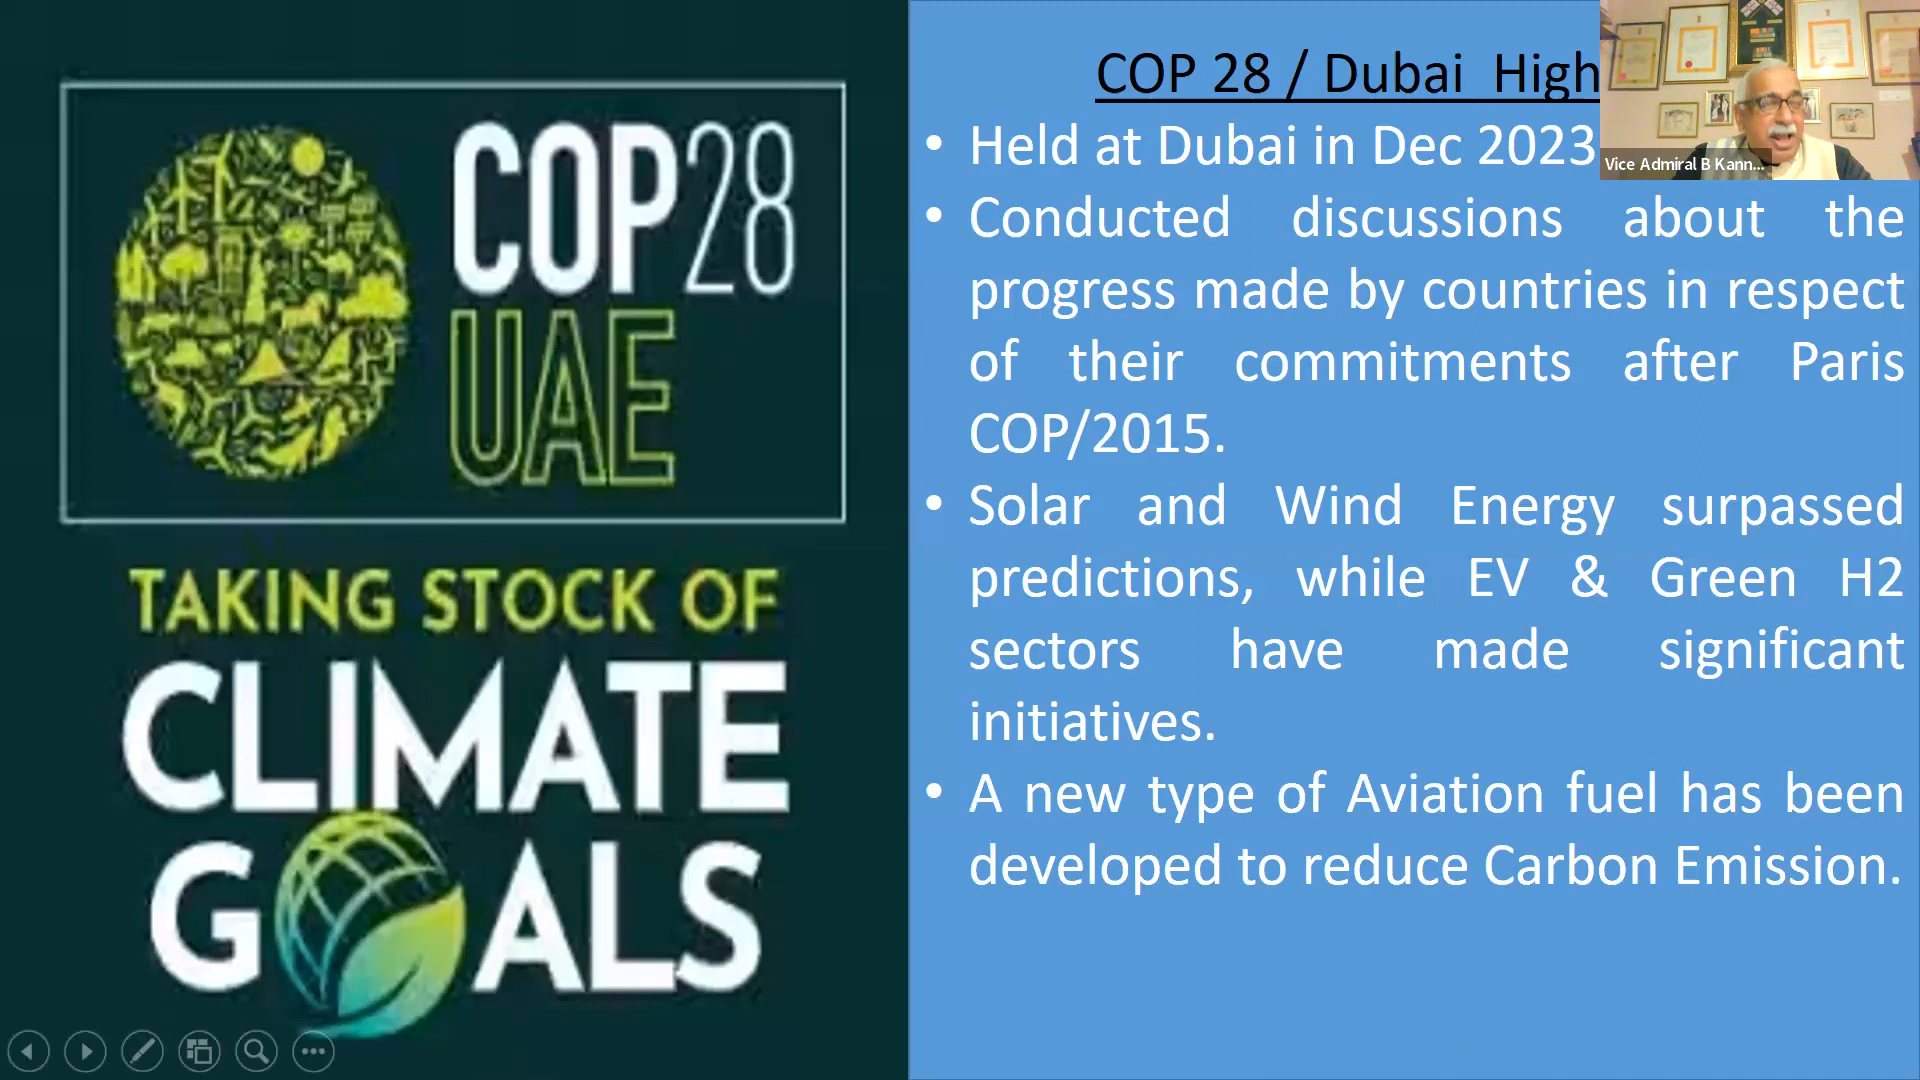 COP28
UAE
TAKING STOCK OF
CLIMATE
GOALS
COP 28 / Dubai High
• Held at Dubai in Dec 2023
• Conducted discussions about the
progress made by countries in respect
of their commitments after Paris
COP/2015.
• Solar and Wind Energy surpassed
predictions, while EV & Green H2
sectors have made significant
initiatives.
• A new type of Aviation fuel has been
developed to reduce Carbon Emission.
Vice Admiral B Kann...